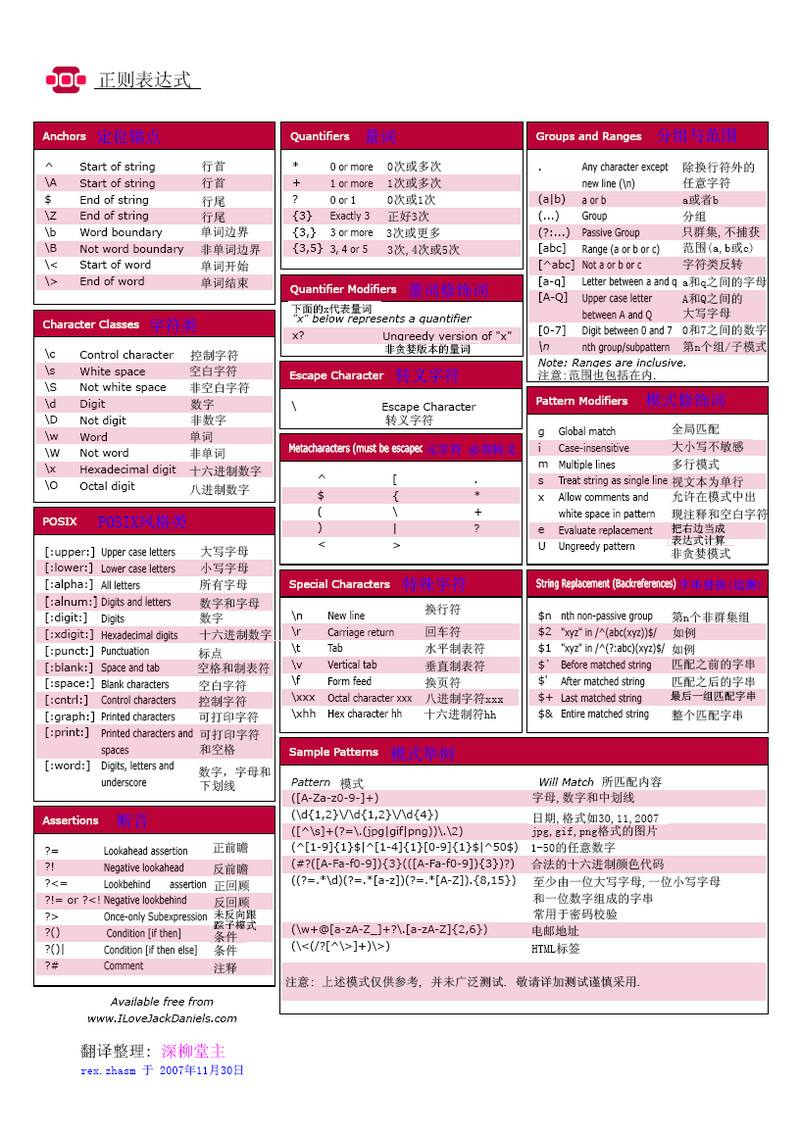 正则表达式
Anchors 定位锚点
^ Start of string 行首
\A Start of string 行首
$ End of string 行尾
\Z End of string 行尾
\b Word boundary 单词边界
\B Not word boundary 非单词边界
\< Start of word 单词开始
\> End of word 单词结束
Character Classes 字符类
\c Control character 控制字符
\s White space 空白字符
\S Not white space 非空白字符
\d Digit 数字
\D Not digit 非数字
\w Word 单词
\W Not word 非单词
\x Hexadecimal digit 十六进制数字
\O Octal digit 八进制数字
POSIX POSIX风格类
[:upper:] Upper case letters 大写字母
[:lower:] Lower case letters 小写字母
[:alpha:] All letters 所有字母
[:alnum:] Digits and letters 数字和字母
[:digit:] Digits 数字
[:xdigit:] Hexadecimal digits 十六进制数字
[:punct:] Punctuation 标点
[:blank:] Space and tab 空格和制表符
[:space:] Blank characters 空白字符
[:cntrl:] Control characters 控制字符
[:graph:] Printed characters 可打印字符
[:print:] Printed characters and 可打印字符
spaces 和空格
[:word:] Digits, letters and 数字，字母和
underscore 下划线
Assertions 断言
?= Lookahead assertion 正前瞻
?! Negative lookahead 反前瞻
?<= Lookbehind assertion 正回顾
?!= or ?<! Negative lookbehind 反回顾
?> Once-only Subexpression 未反向跟
踪子模式
?() Condition [if then] 条件
?()| Condition [if then else] 条件
?# Comment 注释
Available free from
www.ILoveJackDaniels.com
翻译整理: 深柳堂主
rex.zhasm 于 2007年11月30日
Quantifiers 量词
* 0 or more 0次或多次
+ 1 or more 1次或多次
? 0 or 1 0次或1次
{3} Exactly 3 正好3次
{3,} 3 or more 3次或更多
{3,5} 3, 4 or 5 3次,4次或5次
Quantifier Modifiers 量词修饰词
下面的x代表量词
"x" below represents a quantifier
x? Ungreedy version of "x"
非贪婪版本的量词
Escape Character 转义字符
\ Escape Character
转义字符
Metacharacters (must be escaped 元字符 必须转义
^ [ .
$ { *
( \ +
) | ?
< >
Special Characters 特殊字符
\n New line 换行符
\r Carriage return 回车符
\t Tab 水平制表符
\v Vertical tab 垂直制表符
\f Form feed 换页符
\xxx Octal character xxx 八进制字符xxx
\xhh Hex character hh 十六进制符hh
Groups and Ranges 分组与范围
. Any character except 除换行符外的
new line (\n) 任意字符
(a|b) a or b a或者b
(...) Group 分组
(?:...) Passive Group 只群集,不捕获
[abc] Range (a or b or c) 范围(a,b或c)
[^abc] Not a or b or c 字符类反转
[a-q] Letter between a and q a和q之间的字母
[A-Q] Upper case letter A和Q之间的
between A and Q 大写字母
[0-7] Digit between 0 and 7 0和7之间的数字
\n nth group/subpattern 第n个组/子模式
Note: Ranges are inclusive.
注意:范围也包括在内.
Pattern Modifiers 模式修饰词
g Global match 全局匹配
i Case-insensitive 大小写不敏感
m Multiple lines 多行模式
s Treat string as single line 视文本为单行
x Allow comments and 允许在模式中出
white space in pattern 现注释和空白字符
e Evaluate replacement 把右边当成
表达式计算
U Ungreedy pattern 非贪婪模式
String Replacement (Backreferences) 字串替换(追溯)
$n nth non-passive group 第n个非群集组
$2 "xyz" in /^(abc(xyz))$/ 如例
$1 "xyz" in /^(?:abc)(xyz)$/ 如例
$` Before matched string 匹配之前的字串
$' After matched string 匹配之后的字串
$+ Last matched string 最后一组匹配字串
$& Entire matched string 整个匹配字串
Sample Patterns 模式举例
Pattern 模式 Will Match 所匹配内容
([A-Za-z0-9-]+) 字母,数字和中划线
(\d{1,2}\/\d{1,2}\/\d{4}) 日期,格式如30,11,2007
([^\s]+(?=\.(jpg|gif|png))\.\2) jpg,gif,png格式的图片
(^[1-9]{1}$|^[1-4]{1}[0-9]{1}$|^50$) 1-50的任意数字
(#?([A-Fa-f0-9]){3}(([A-Fa-f0-9]){3})?) 合法的十六进制颜色代码
((?=.*\d)(?=.*[a-z])(?=.*[A-Z]).{8,15}) 至少由一位大写字母,一位小写字母
和一位数字组成的字串
常用于密码校验
(\w+@[a-zA-Z_]+?\.[a-zA-Z]{2,6}) 电邮地址
(\<(/?[^\>]+)\>) HTML标签
注意: 上述模式仅供参考, 并未广泛测试. 敬请详加测试谨慎采用.